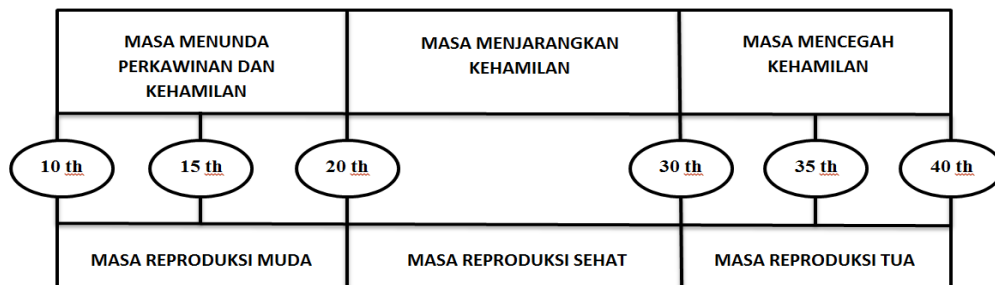 MASA MENUNDA
PERKAWINAN DAN
KEHAMILAN
MASA MENJARANGKAN
KEHAMILAN
MASA MENCEGAH
KEHAMILAN
10 th
15 th
20 th
30 th
35 th
40 th
MASA REPRODUKSI MUDA
MASA REPRODUKSI SEHAT
MASA REPRODUKSI TUA